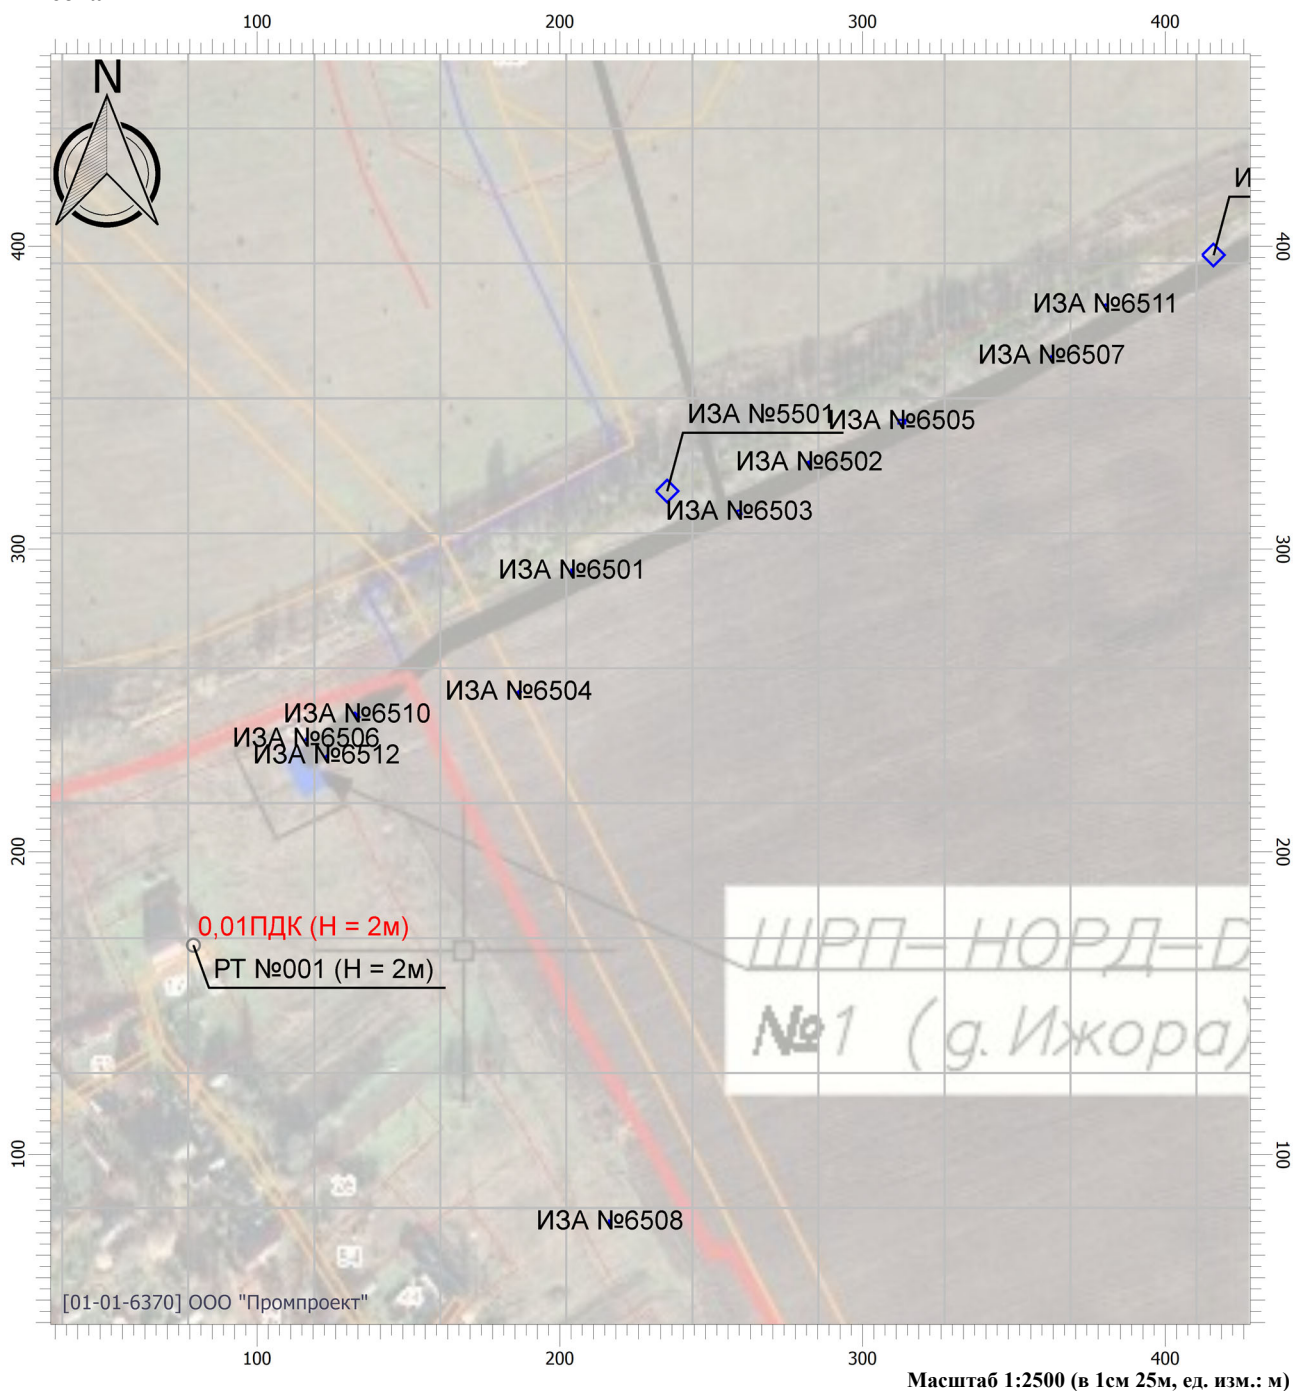 100 200 300 400
N
И
400 400
ИЗА №6511
ИЗА №6507
ИЗА №5501
ИЗА №6505
ИЗА №6502
ИЗА №6503
300 300
ИЗА №6501
ИЗА №6504
ИЗА №6510
ИЗА №6506
ИЗА №6512
200 200
0,01ПДК (Н = 2м)
ШРП-НОРД-D
РТ №001 (Н = 2м)
№1 (д. Ижора)
100 100
ИЗА №6508
[01-01-6370] ООО "Промпроект"
100 200 300 400
Масштаб 1:2500 (в 1см 25м, ед. изм.: м)